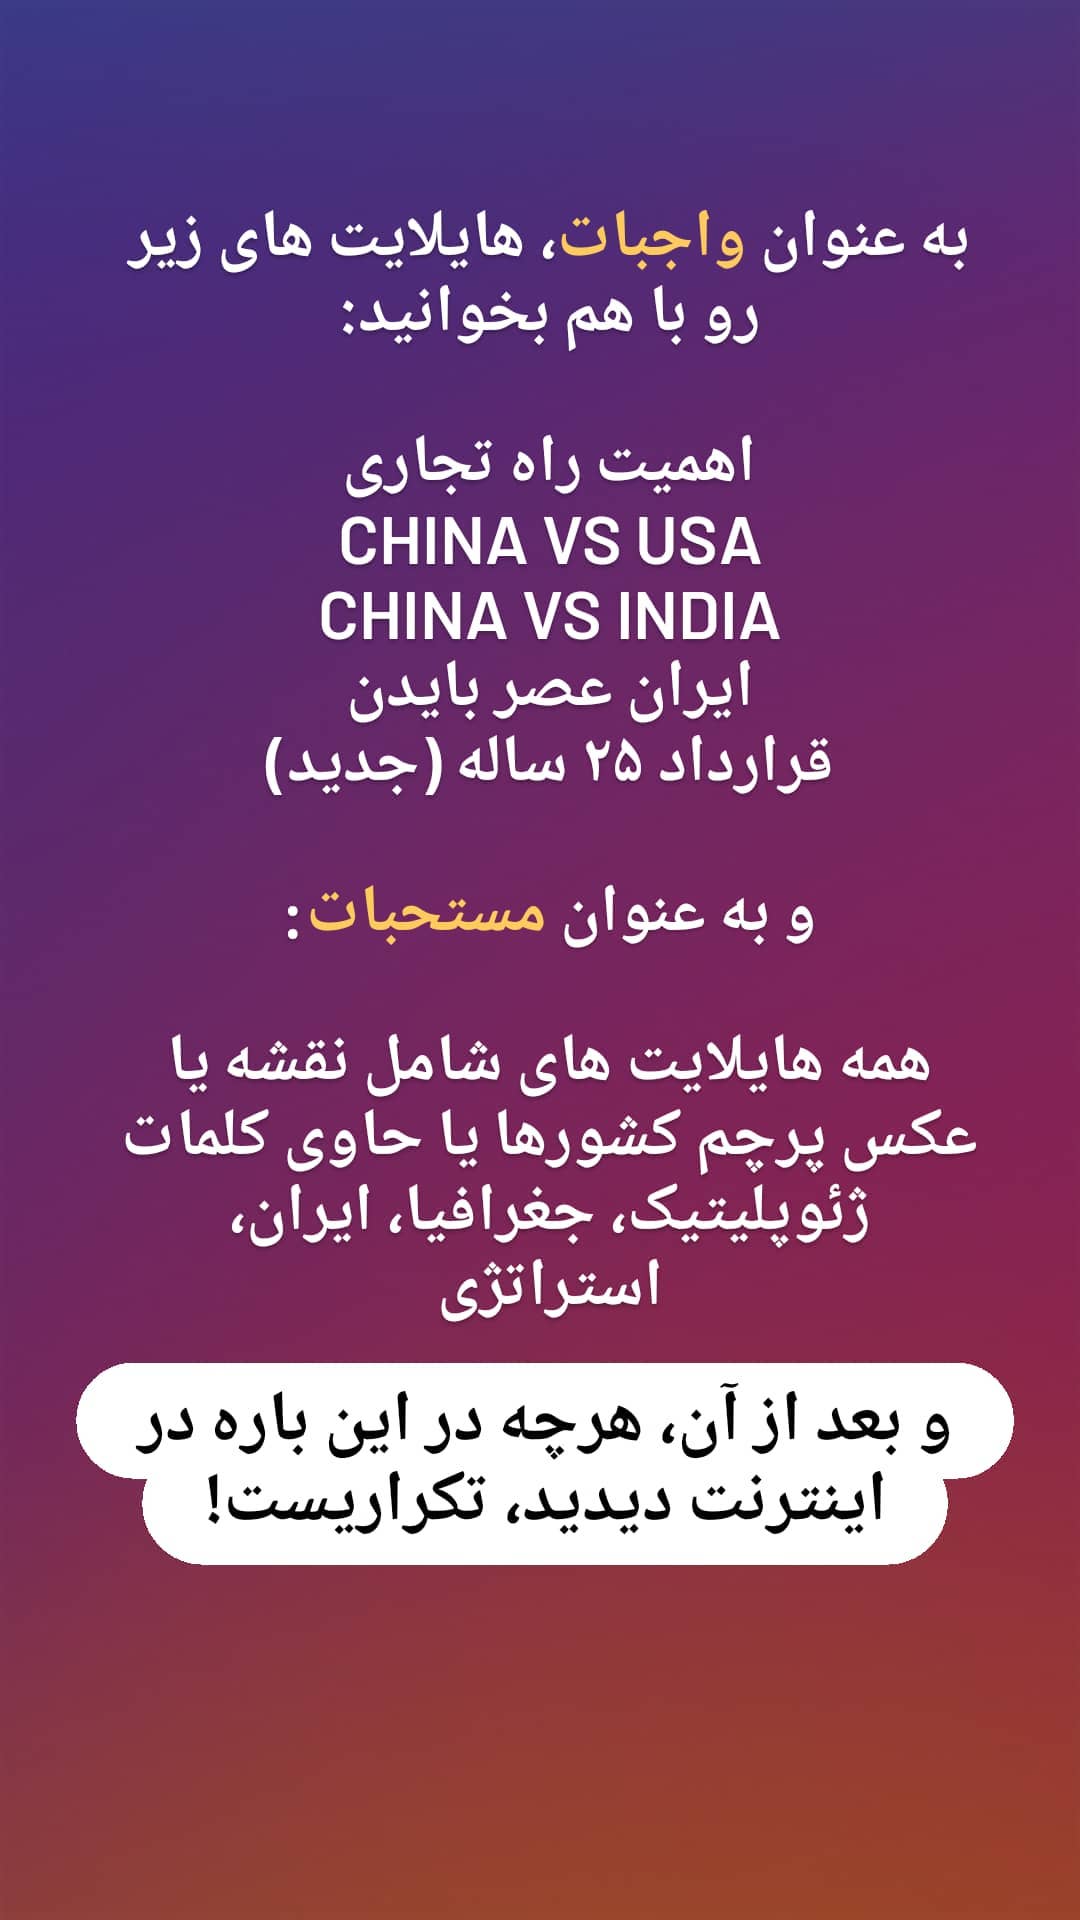 به عنوان واجبات، هایلایت های زیر
رو با هم بخوانید:
اهمیت راه تجاری
CHINA VS USA
CHINA VS INDIA
ایران عصر بایدن
قرارداد ۲۵ ساله (جدید)
و به عنوان مستحبات:
همه هایلایت های شامل نقشه یا
عکس پرچم کشورها یا حاوی کلمات
ژئوپلیتیک، جغرافیا، ایران،
استراتژی
و بعد از آن، هرچه در این باره در
اینترنت دیدید، تکراریست!